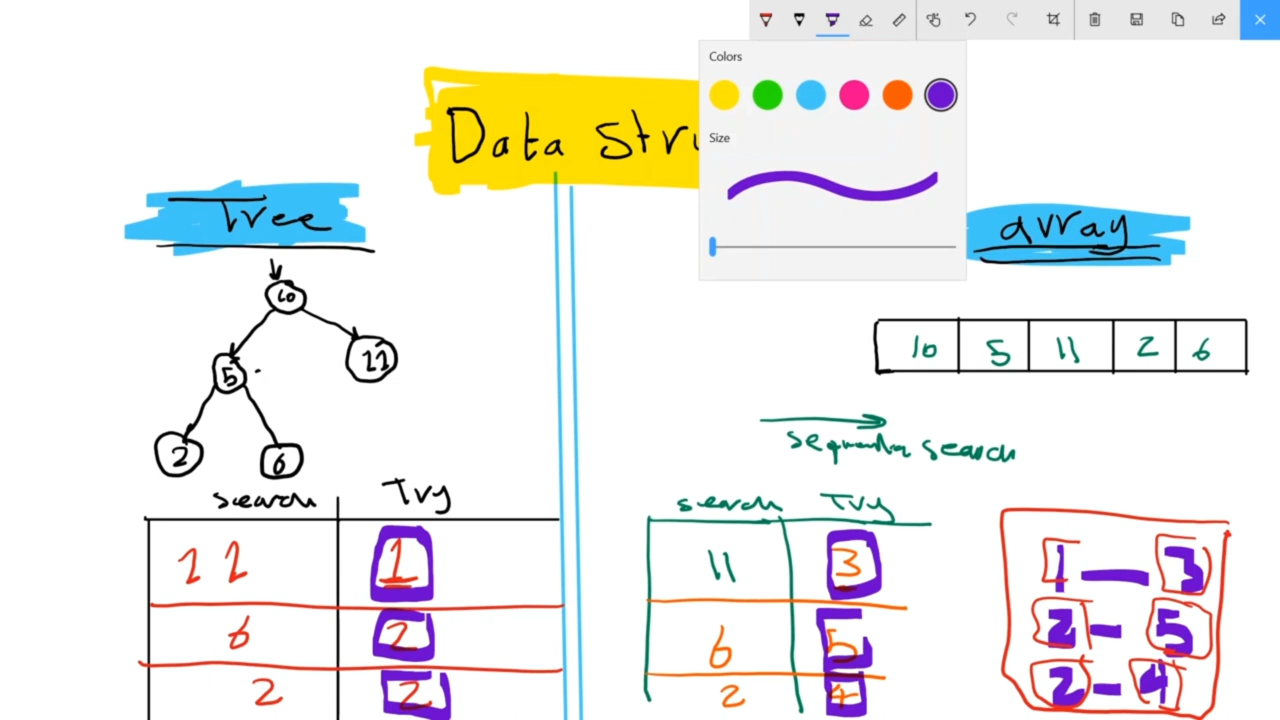 Colors
Data Stru
Size
Tree
array
10
5
11
2
6
10 5 11 2 6
search
search Try
11 1
6 2
2 2
search Try
11 3
6 5
2 4
1 — 3
2 - 5
2 - 4